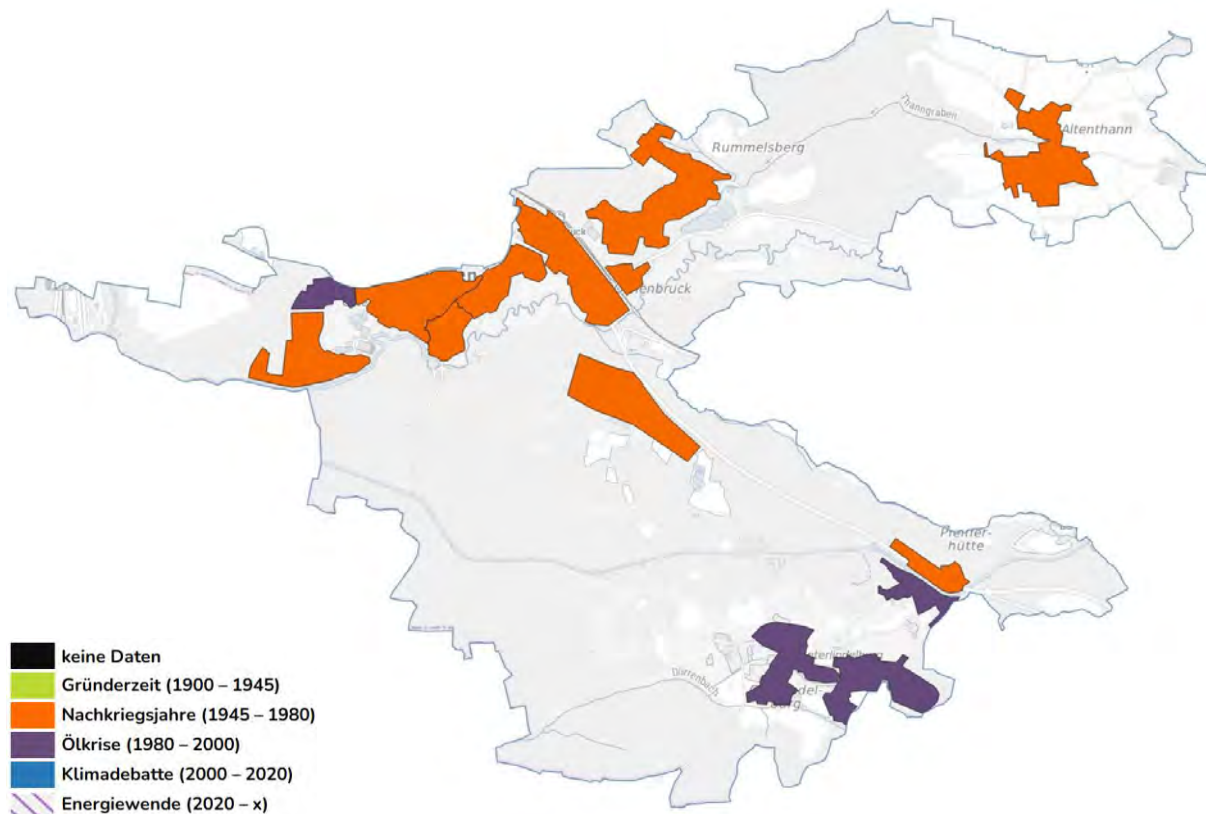 Thanngraben
Altenthann
Rummelsberg
Pfeiffer-
hütte
Dürrenbach
keine Daten
Gründerzeit (1900 – 1945)
Nachkriegsjahre (1945 – 1980)
Ölkrise (1980 – 2000)
Klimadebatte (2000 – 2020)
Energiewende (2020 – x)